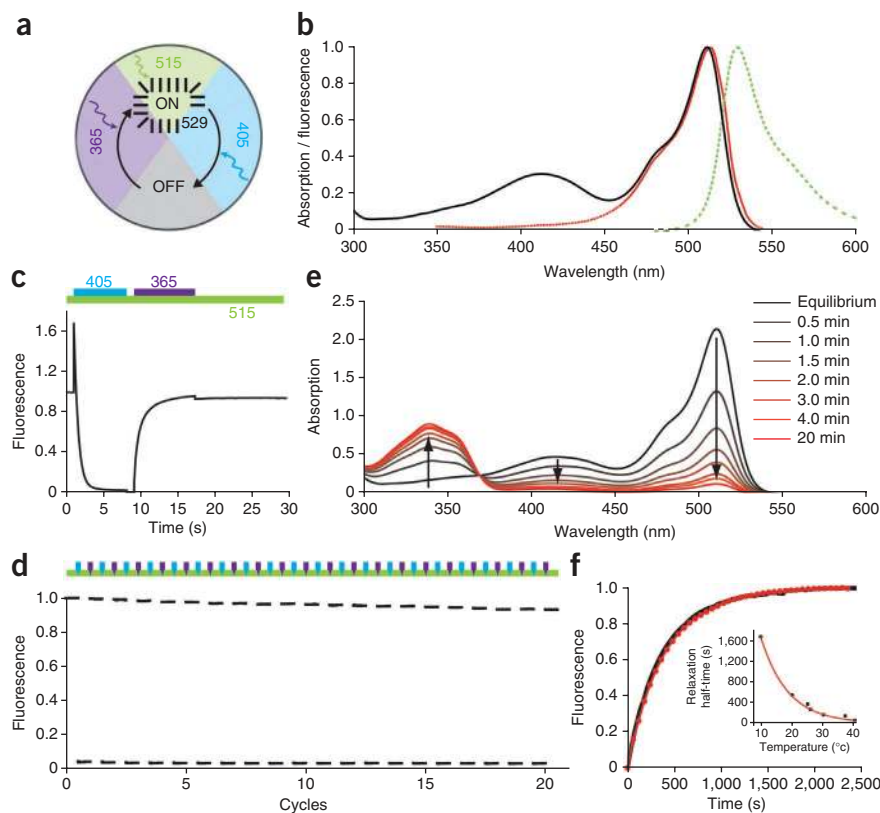 a
515
ON
529
365
405
OFF
b
Absorption / fluorescence
1.0
0.8
0.6
0.4
0.2
0
300
400
450
500
550
600
Wavelength (nm)
c
405
365
515
Fluorescence
1.6
1.2
0.8
0.4
0
0
5
10
15
20
25
30
Time (s)
e
Absorption
2.5
2.0
1.5
1.0
0.5
0
300
350
400
450
500
550
600
Wavelength (nm)
Equilibrium
0.5 min
1.0 min
1.5 min
2.0 min
3.0 min
4.0 min
20 min
d
Fluorescence
1.0
0.8
0.6
0.4
0.2
0
0
5
10
15
20
Cycles
f
Fluorescence
1.0
0.8
0.6
0.4
0.2
0
0
500
1,000
1,500
2,000
2,500
Time (s)
Relaxation
half-time (s)
1,600
1,200
800
400
0
10
20
30
40
Temperature (°c)